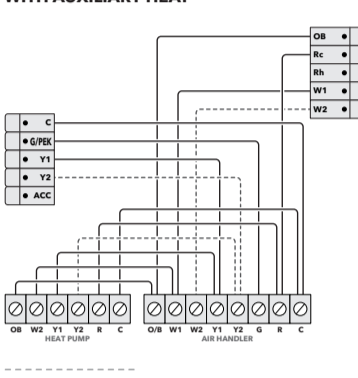 WITH AUXILIARY HEAT
OB
Rc
Rh
W1
W2
C
G/PEK
Y1
Y2
ACC
OB W2 Y1 Y2 R C
HEAT PUMP
O/B W1 W2 Y1 Y2 G R C
AIR HANDLER